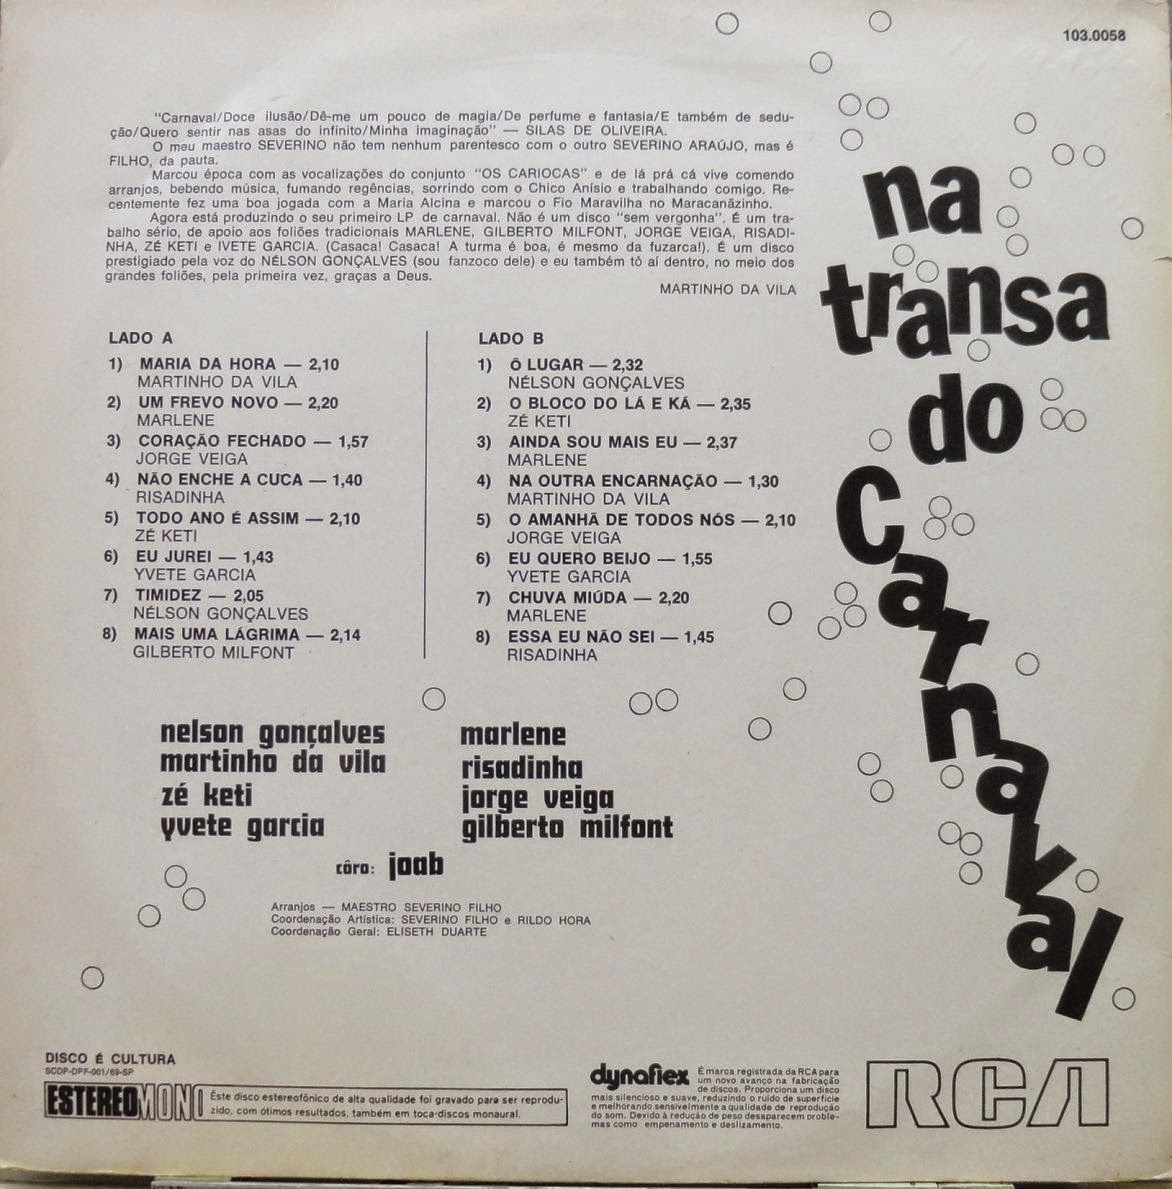 103.0058
"Carnaval/Doce ilusão/Dê-me um pouco de magia/De perfume e fantasia/E também de sedu-
ção/Quero sentir nas asas do infinito/Minha imaginação" — SILAS DE OLIVEIRA.
O meu maestro SEVERINO não tem nenhum parentesco com o outro SEVERINO ARAÚJO, mas é
FILHO, da pauta.
Marcou época com as vocalizações do conjunto "OS CARIOCAS" e de lá prá cá vive comendo
arranjos, bebendo música, fumando regências, sorrindo com o Chico Anísio e trabalhando comigo. Re-
centemente fez uma boa jogada com a Maria Alcina e marcou o Fio Maravilha no Maracanãzinho.
Agora está produzindo o seu primeiro LP de carnaval. Não é um disco "sem vergonha". É um tra-
balho sério, de apoio aos foliões tradicionais MARLENE, GILBERTO MILFONT, JORGE VEIGA, RISADI-
NHA, ZÉ KETI e IVETE GARCIA. (Casaca! Casaca! A turma é boa, é mesmo da fuzarca!). É um disco
prestigiado pela voz do NÉLSON GONÇALVES (sou fanzoco dele) e eu também tô aí dentro, no meio dos
grandes foliões, pela primeira vez, graças a Deus.
MARTINHO DA VILA
na
transa
do
Carnaval
LADO A
1) MARIA DA HORA — 2,10
MARTINHO DA VILA
2) UM FREVO NOVO — 2,20
MARLENE
3) CORAÇÃO FECHADO — 1,57
JORGE VEIGA
4) NÃO ENCHE A CUCA — 1,40
RISADINHA
5) TODO ANO É ASSIM — 2,10
ZÉ KETI
6) EU JUREI — 1,43
YVETE GARCIA
7) TIMIDEZ — 2,05
NÉLSON GONÇALVES
8) MAIS UMA LÁGRIMA — 2,14
GILBERTO MILFONT
LADO B
1) Ô LUGAR — 2,32
NÉLSON GONÇALVES
2) O BLOCO DO LÁ E KÁ — 2,35
ZÉ KETI
3) AINDA SOU MAIS EU — 2,37
MARLENE
4) NA OUTRA ENCARNAÇÃO — 1,30
MARTINHO DA VILA
5) O AMANHÃ DE TODOS NÓS — 2,10
JORGE VEIGA
6) EU QUERO BEIJO — 1,55
YVETE GARCIA
7) CHUVA MIÚDA — 2,20
MARLENE
8) ESSA EU NÃO SEI — 1,45
RISADINHA
nelson gonçalves
martinho da vila
zé keti
yvete garcia
marlene
risadinha
jorge veiga
gilberto milfont
côro: joab
Arranjos — MAESTRO SEVERINO FILHO
Coordenação Artística: SEVERINO FILHO e RILDO HORA
Coordenação Geral: ELISETH DUARTE
DISCO É CULTURA
SCDP-DPF-001/69-SP
ESTEREOMONO
Êste disco estereofônico de alta qualidade foi gravado para ser reprodu-
zido, com ótimos resultados, também em toca-discos monaural.
dynaflex
É marca registrada da RCA para
um novo avanço na fabricação
de discos. Proporciona um disco
mais silencioso e suave, reduzindo o ruído de superfície
e melhorando sensivelmente a qualidade de reprodução
do som. Devido à redução de peso desaparecem proble-
mas como empenamento e deslizamento.
RCA